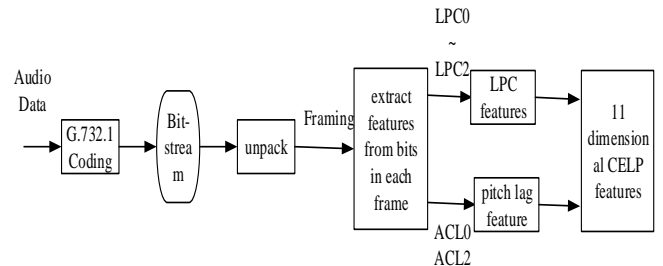 Audio
Data
G.732.1
Coding
Bit-
strea
m
unpack
Framing
extract
features
from bits
in each
frame
LPC0
~
LPC2
LPC
features
ACL0
ACL2
pitch lag
feature
11
dimension
al CELP
features